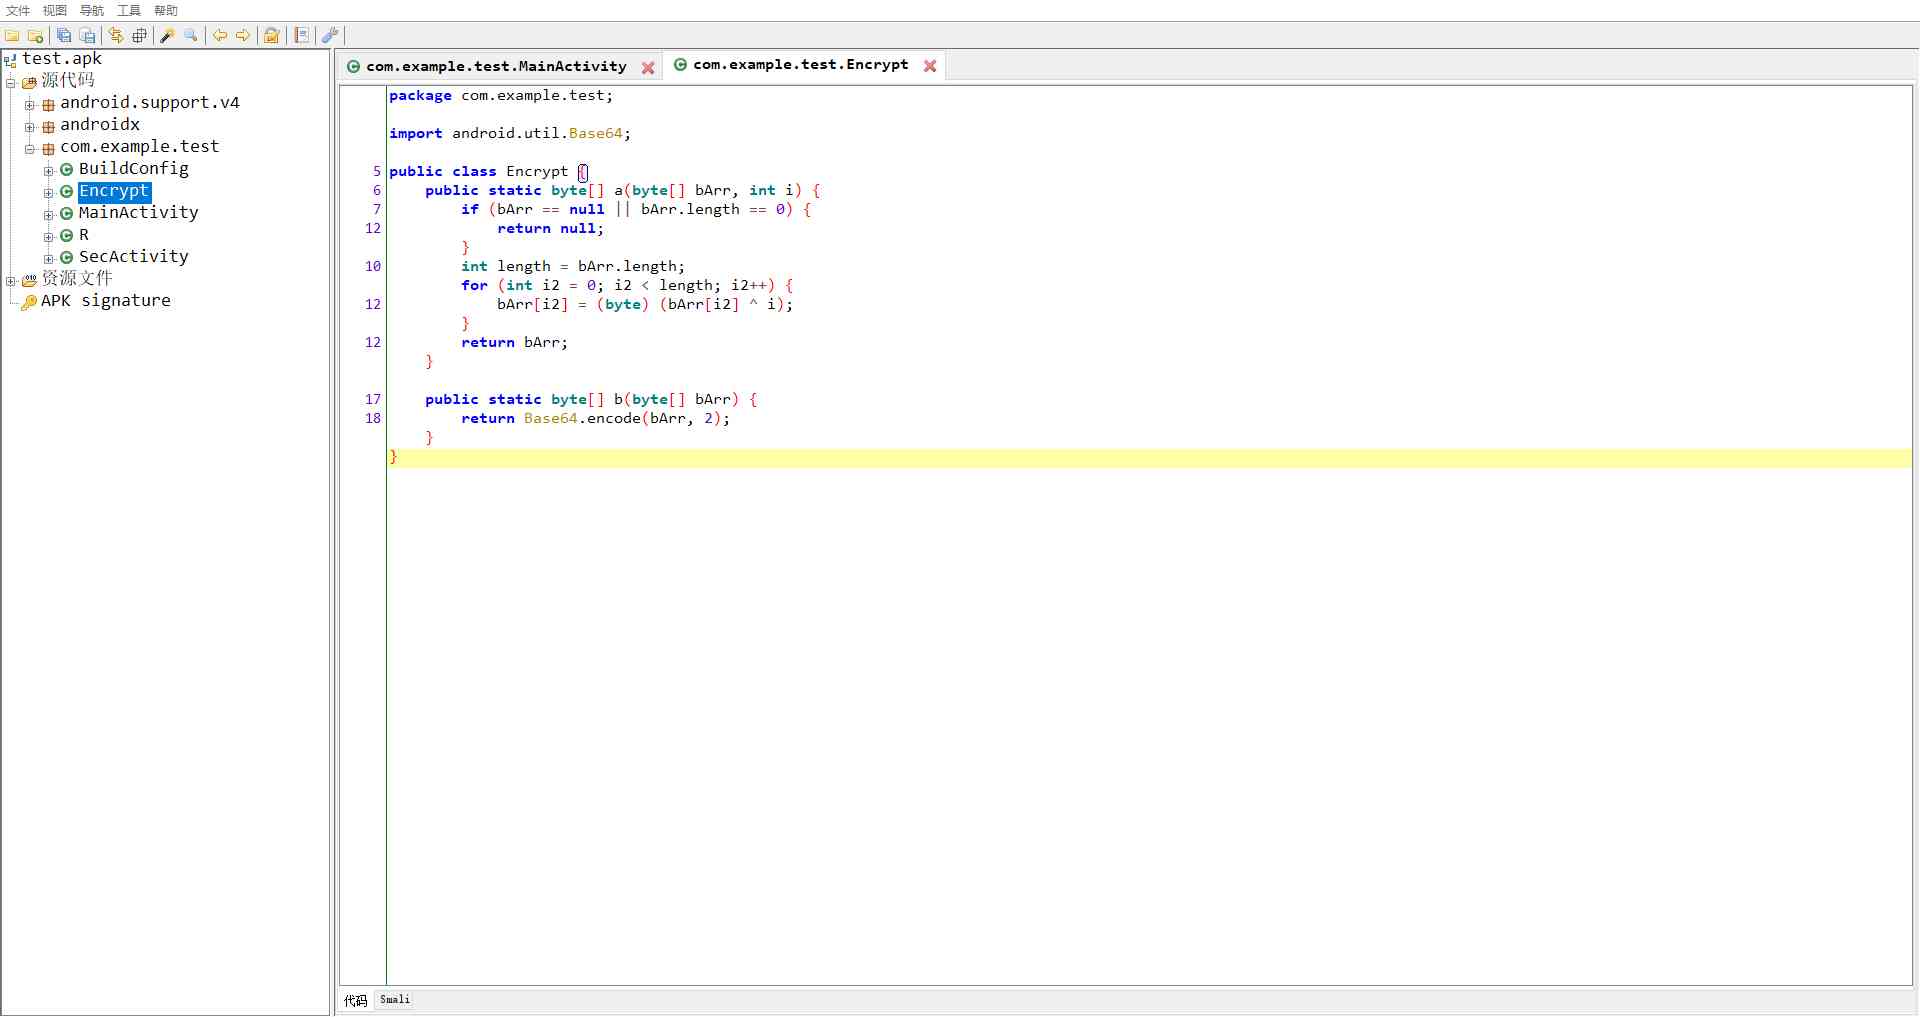 文件 视图 导航 工具 帮助
test.apk
源代码
android.support.v4
androidx
com.example.test
BuildConfig
Encrypt
MainActivity
R
SecActivity
资源文件
APK signature
com.example.test.MainActivity com.example.test.Encrypt
package com.example.test;
import android.util.Base64;
5 public class Encrypt {
6 public static byte[] a(byte[] bArr, int i) {
7 if (bArr == null || bArr.length == 0) {
12 return null;
}
10 int length = bArr.length;
for (int i2 = 0; i2 < length; i2++) {
12 bArr[i2] = (byte) (bArr[i2] ^ i);
}
12 return bArr;
}
17 public static byte[] b(byte[] bArr) {
18 return Base64.encode(bArr, 2);
}
}
代码 Smali